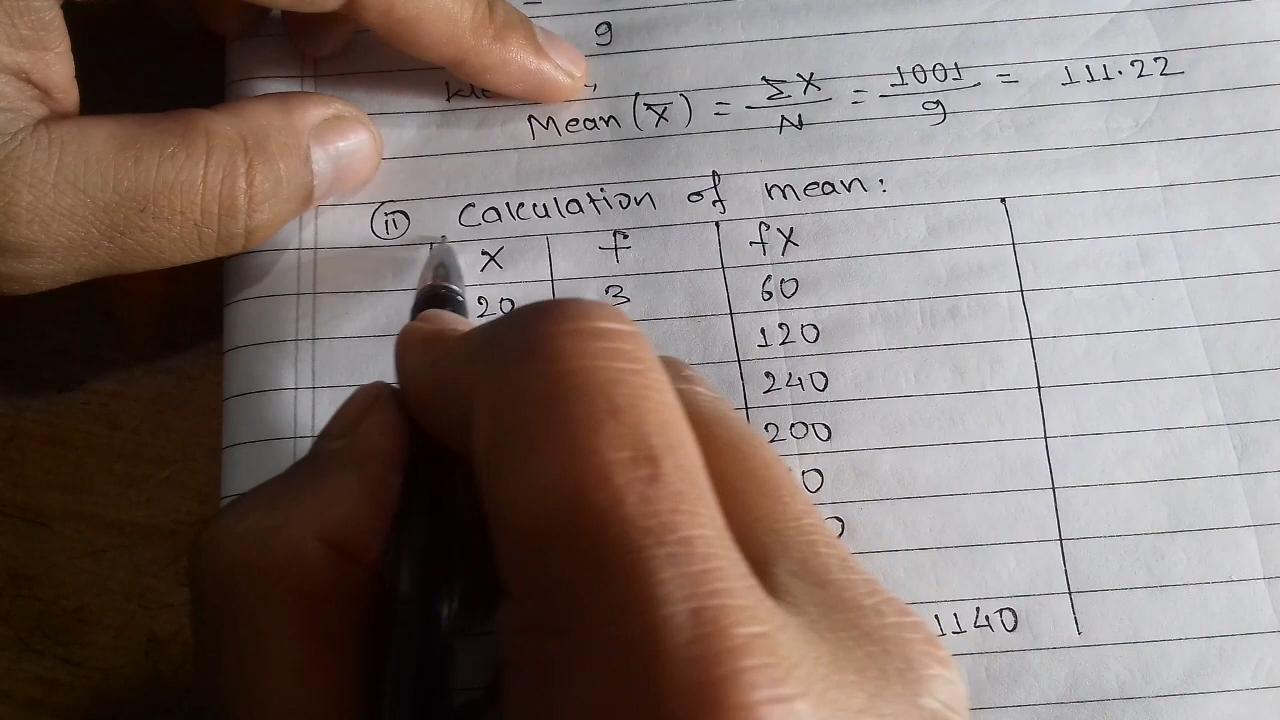 9
Mean (x̄) = ΣX/N = 1001/9 = 111.22
(ii) Calculation of mean:
X f fX
20 3 60
120
240
200
0
1140